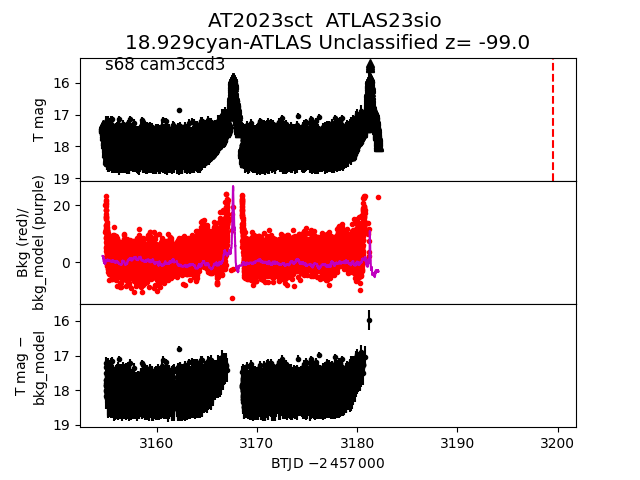 AT2023sct  ATLAS23sio
18.929cyan-ATLAS Unclassified z= -99.0
s68 cam3ccd3
T mag
16
17
18
19
Bkg (red)/
bkg_model (purple)
20
0
T mag −
bkg_model
16
17
18
19
3160
3170
3180
3190
3200
BTJD −2 457 000